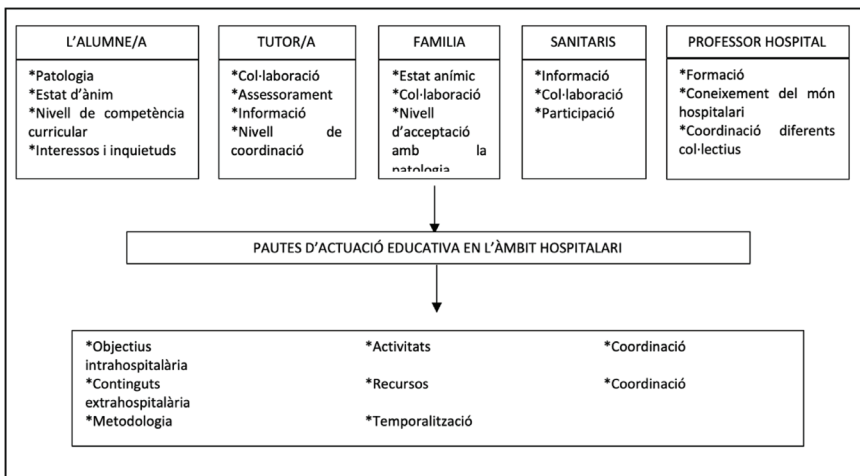 L'ALUMNE/A
*Patologia
*Estat d'ànim
*Nivell de competència
curricular
*Interessos i inquietuds
TUTOR/A
*Col·laboració
*Assessorament
*Informació
*Nivell de
coordinació
FAMILIA
*Estat anímic
*Col·laboració
*Nivell
d'acceptació
amb la
patologia
SANITARIS
*Informació
*Col·laboració
*Participació
PROFESSOR HOSPITAL
*Formació
*Coneixement del món
hospitalari
*Coordinació diferents
col·lectius
PAUTES D'ACTUACIÓ EDUCATIVA EN L'ÀMBIT HOSPITALARI
*Objectius *Activitats *Coordinació
intrahospitalària
*Continguts *Recursos *Coordinació
extrahospitalària
*Metodologia *Temporalització